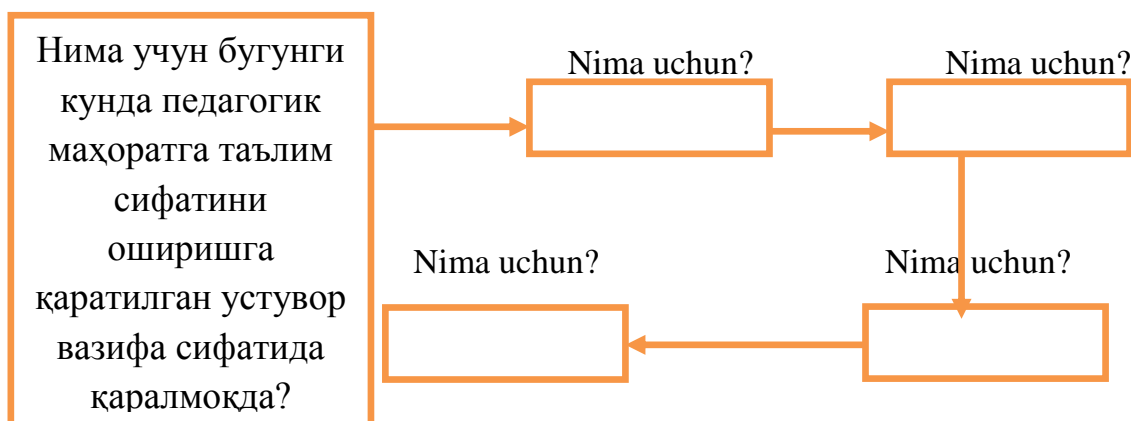 Нима учун бугунги
кунда педагогик
маҳоратга таълим
сифатини
оширишга
қаратилган устувор
вазифа сифатида
қаралмоқда?
Nima uchun?
Nima uchun?
Nima uchun?
Nima uchun?